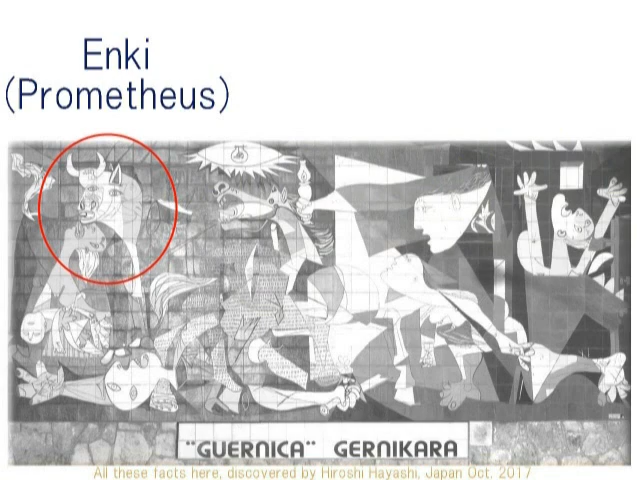 Enki
(Prometheus)
"GUERNICA" GERNIKARA
All these facts here, discovered by Hiroshi Hayashi, Japan Oct. 2017